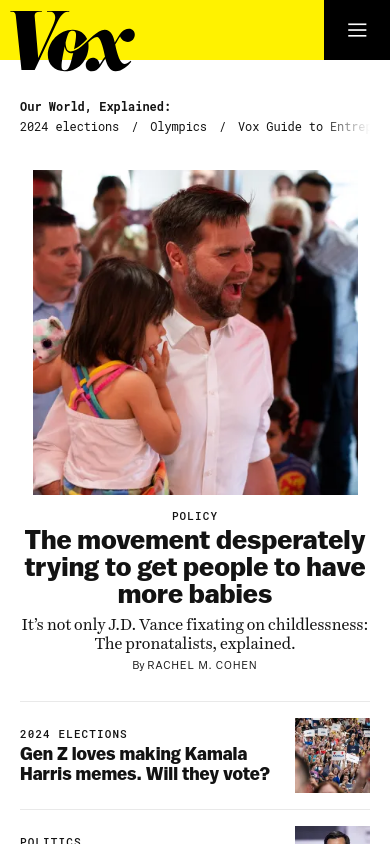 Vox
Our World, Explained:
2024 elections / Olympics / Vox Guide to
POLICY
The movement desperately
trying to get people to have
more babies
It's not only J.D. Vance fixating on childlessness:
The pronatalists, explained.
By RACHEL M. COHEN
2024 ELECTIONS
Gen Z loves making Kamala
Harris memes. Will they vote?
POLITICS